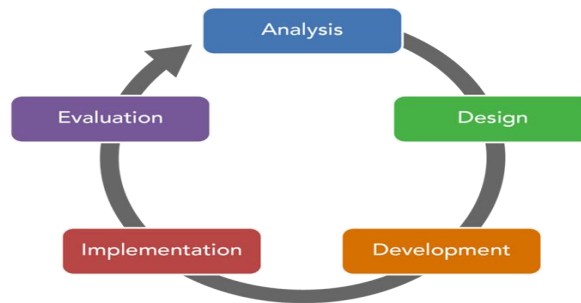 Analysis
Design
Development
Implementation
Evaluation